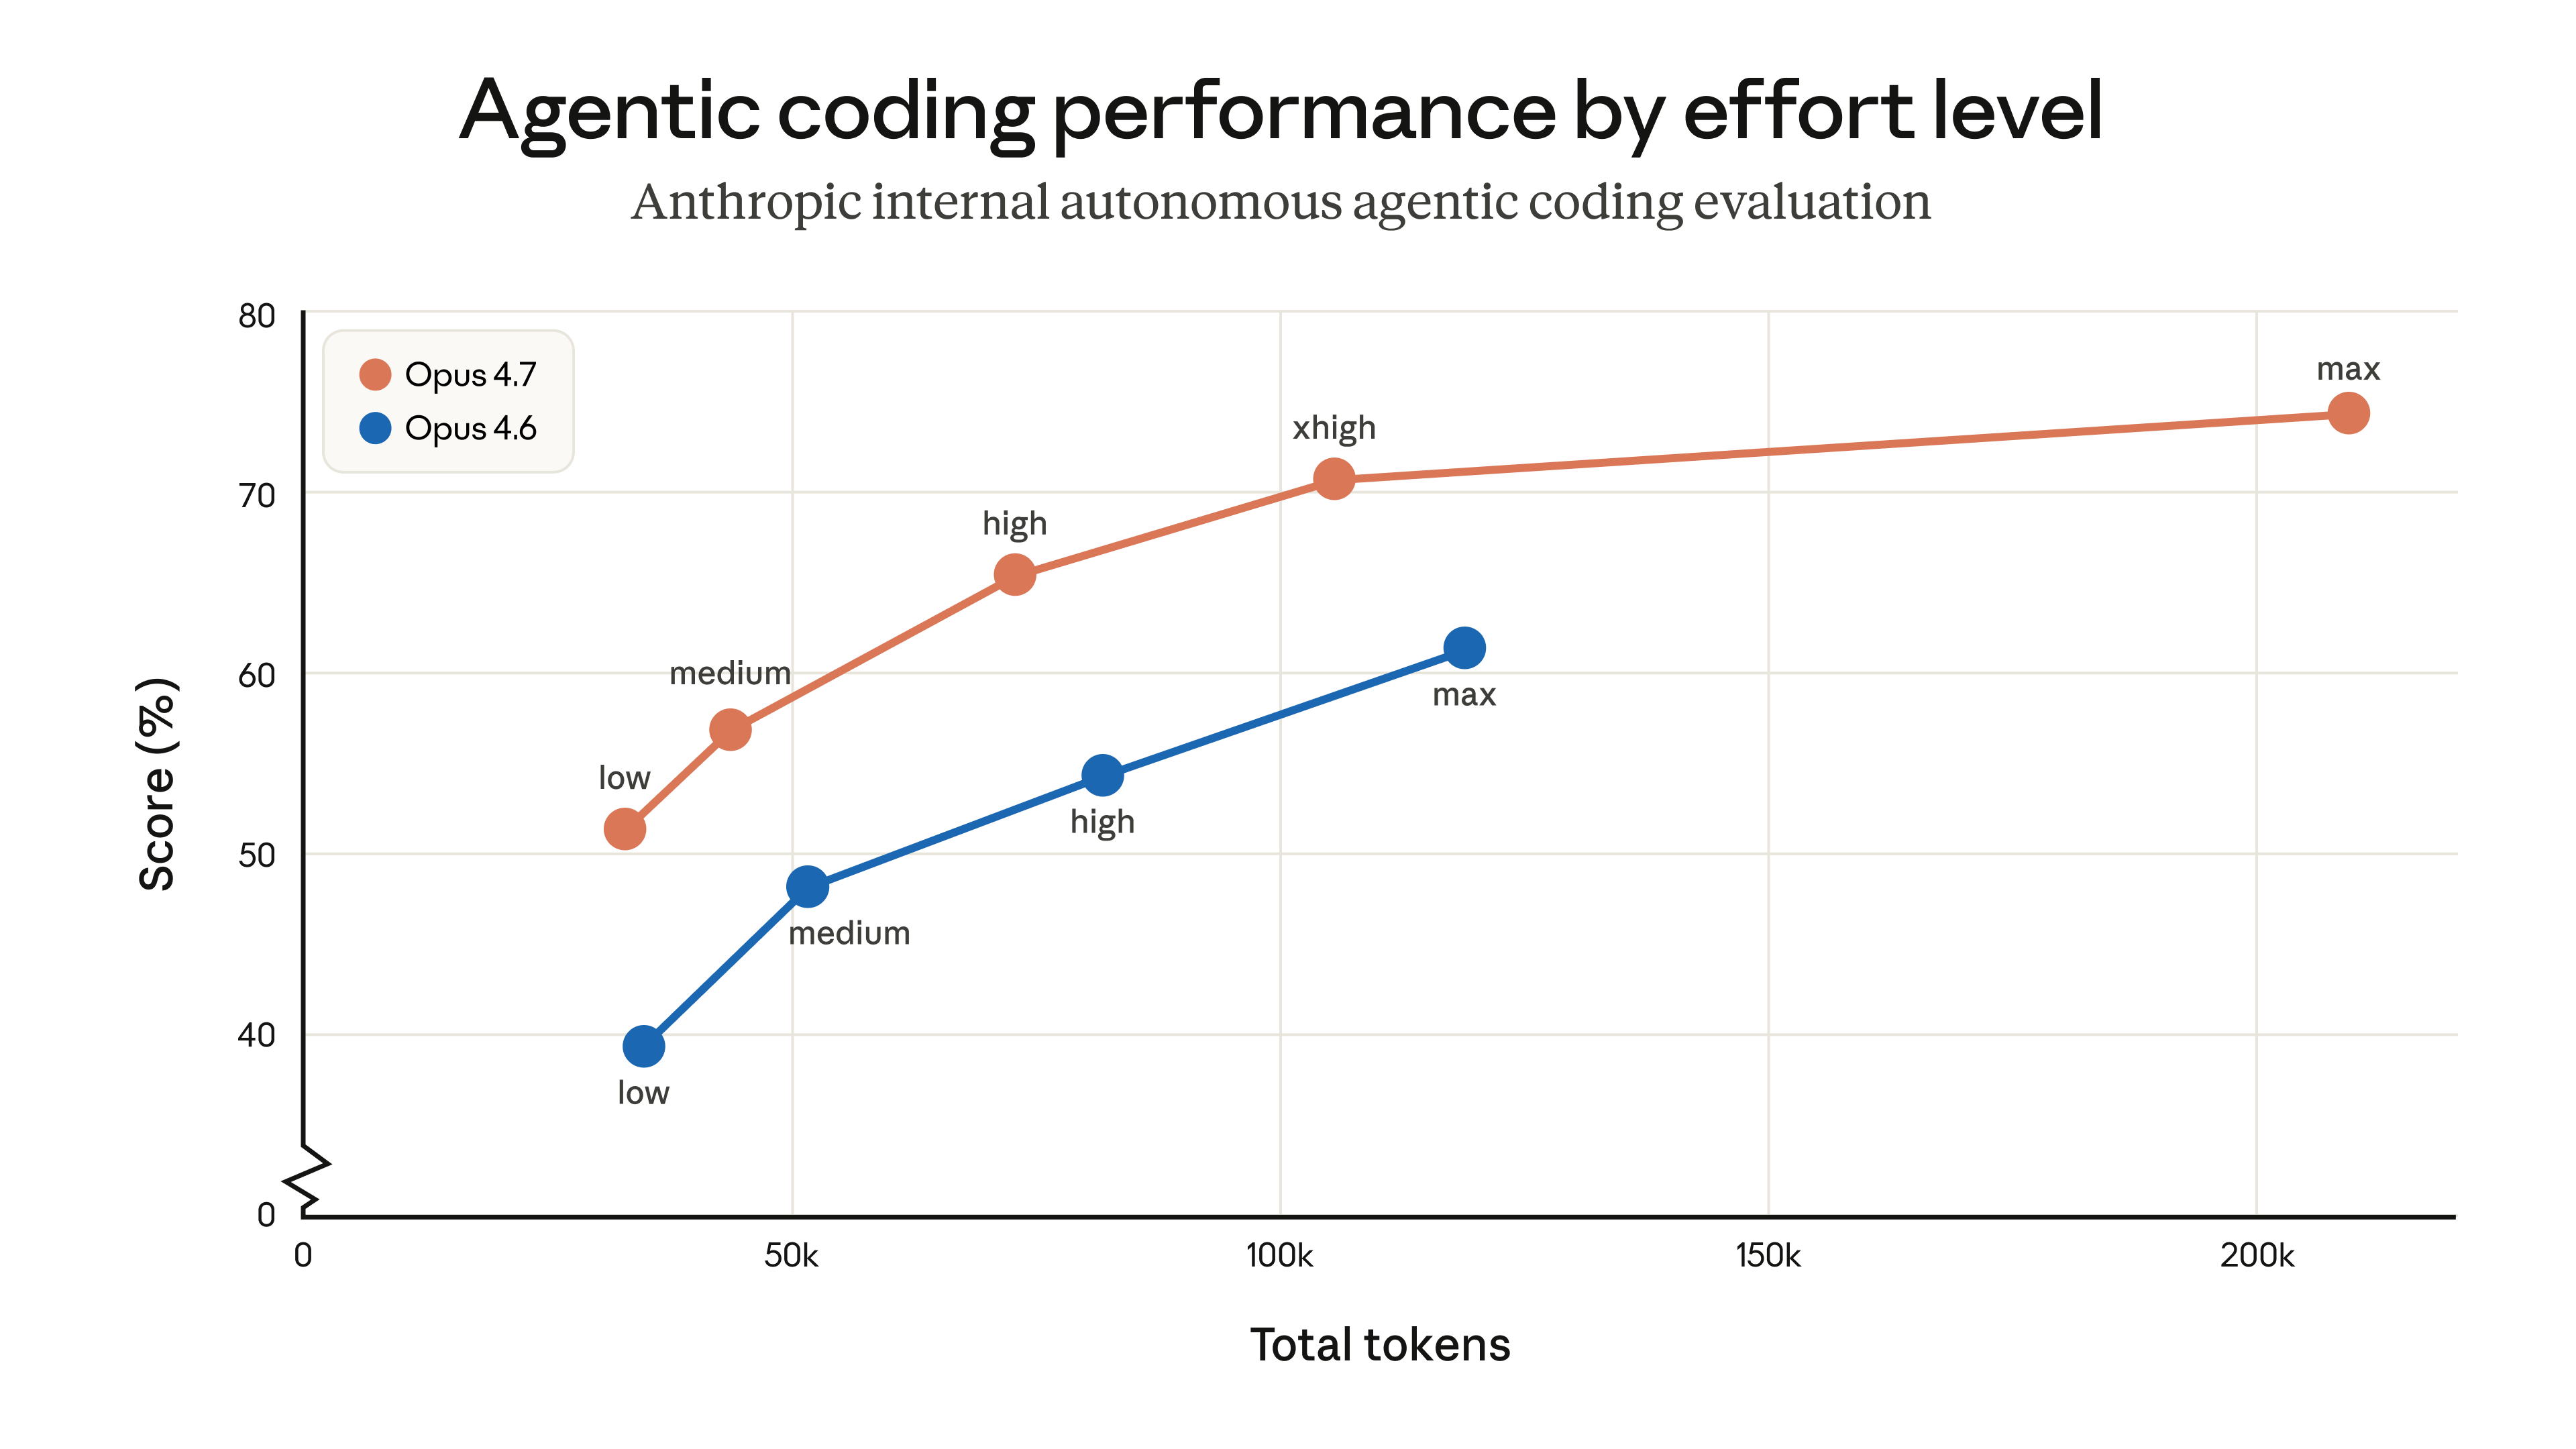 Agentic coding performance by effort level
Anthropic internal autonomous agentic coding evaluation
80
70
60
50
40
0
Score (%)
Opus 4.7
Opus 4.6
low
medium
high
xhigh
max
low
medium
high
max
0
50k
100k
150k
200k
Total tokens